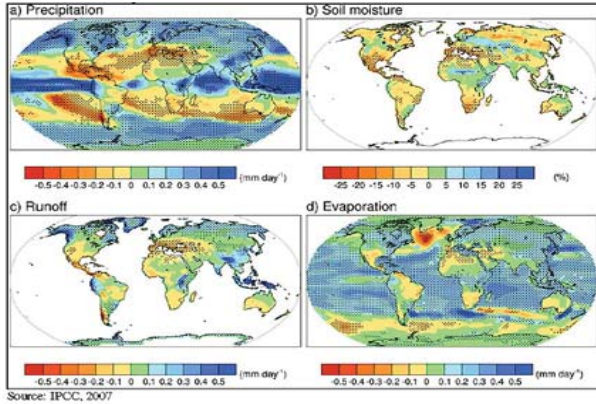 a) Precipitation
b) Soil moisture
-0.5 -0.4 -0.3 -0.2 -0.1 0 0.1 0.2 0.3 0.4 0.5 (mm day⁻¹)
-25 -20 -15 -10 -5 0 5 10 15 20 25 (%)
c) Runoff
d) Evaporation
-0.5 -0.4 -0.3 -0.2 -0.1 0 0.1 0.2 0.3 0.4 0.5 (mm day⁻¹)
-0.5 -0.4 -0.3 -0.2 -0.1 0 0.1 0.2 0.3 0.4 0.5 (mm day⁻¹)
Source: IPCC, 2007